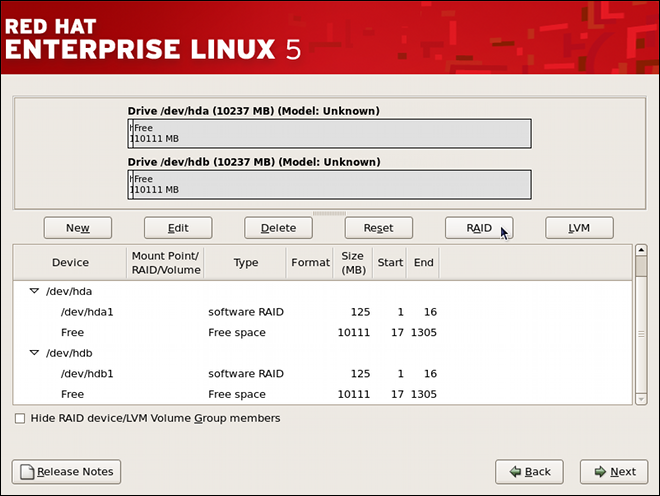 RED HAT
ENTERPRISE LINUX 5
Drive /dev/hda (10237 MB) (Model: Unknown)
Free
110111 MB
Drive /dev/hdb (10237 MB) (Model: Unknown)
Free
110111 MB
New Edit Delete Reset RAID LVM
Device Mount Point/ RAID/Volume Type Format Size (MB) Start End
/dev/hda
/dev/hda1 software RAID 125 1 16
Free Free space 10111 17 1305
/dev/hdb
/dev/hdb1 software RAID 125 1 16
Free Free space 10111 17 1305
Hide RAID device/LVM Volume Group members
Release Notes Back Next